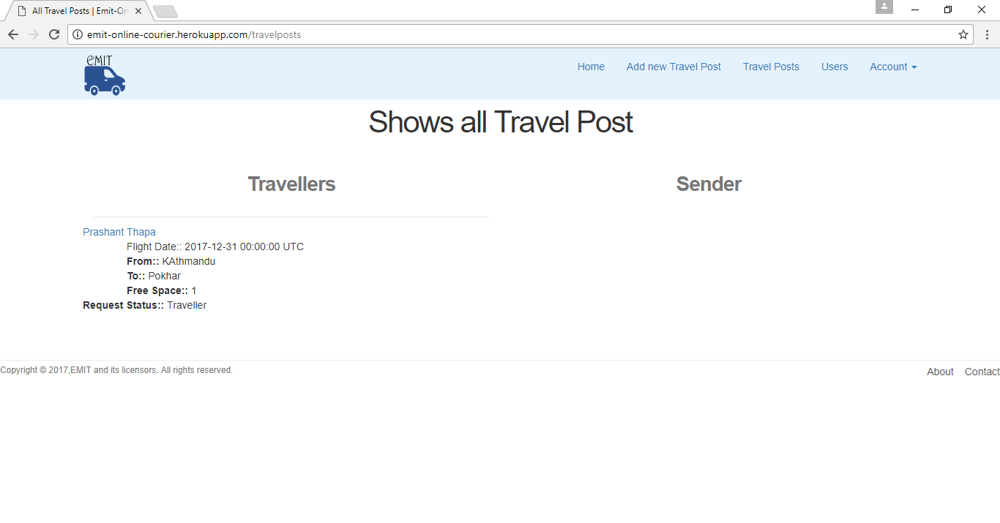 All Travel Posts | Emit-On
emit-online-courier.herokuapp.com/travelposts
EMIT
Home Add new Travel Post Travel Posts Users Account
Shows all Travel Post
Travellers
Sender
Prashant Thapa
Flight Date:: 2017-12-31 00:00:00 UTC
From:: KAthmandu
To:: Pokhar
Free Space:: 1
Request Status:: Traveller
Copyright © 2017,EMIT and its licensors. All rights reserved.
About Contact